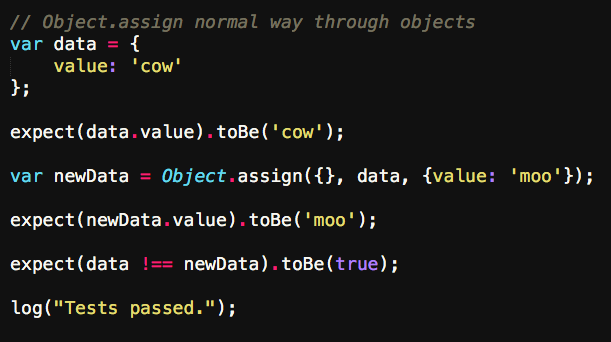 // Object.assign normal way through objects
var data = {
    value: 'cow'
};
expect(data.value).toBe('cow');
var newData = Object.assign({}, data, {value: 'moo'});
expect(newData.value).toBe('moo');
expect(data !== newData).toBe(true);
log("Tests passed.");